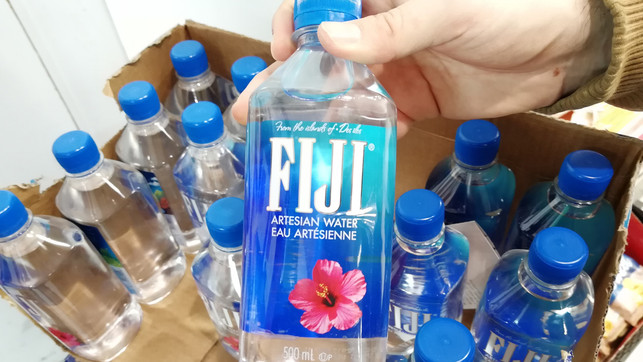 From the islands of
FIJI®
ARTESIAN WATER
EAU ARTÉSIENNE
500 mL ℮
FIJI